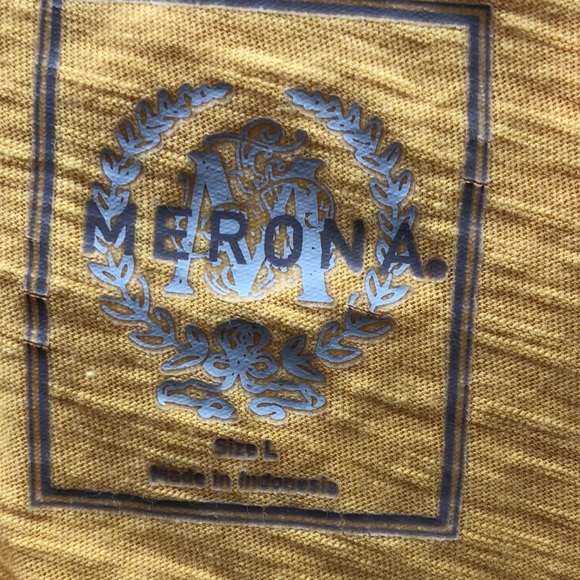 M
MERONA.
Size L
Made in Indonesia